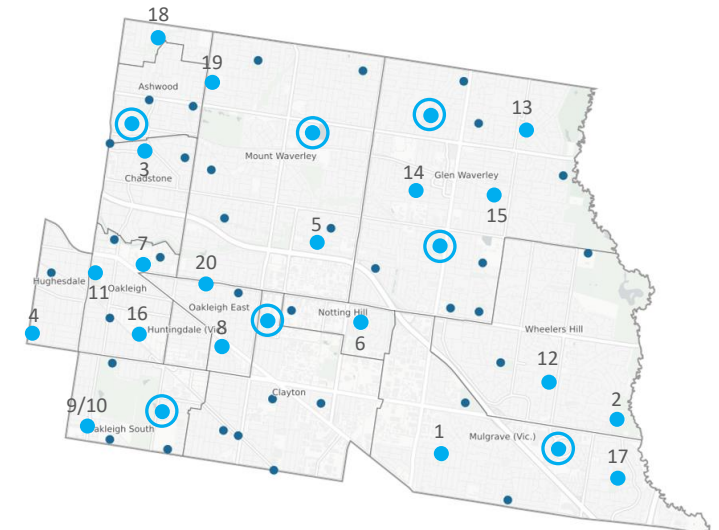 18
19
Ashwood
13
3
Chadstone
Mount Waverley
14
Glen Waverley
15
5
7
20
Hughesdale
11
Oakleigh
Oakleigh East
Notting Hill
4
16
Huntingdale (Vi
8
6
Wheelers Hill
12
Clayton
2
9/10
akleigh South
1
Mulgrave (Vic.)
17